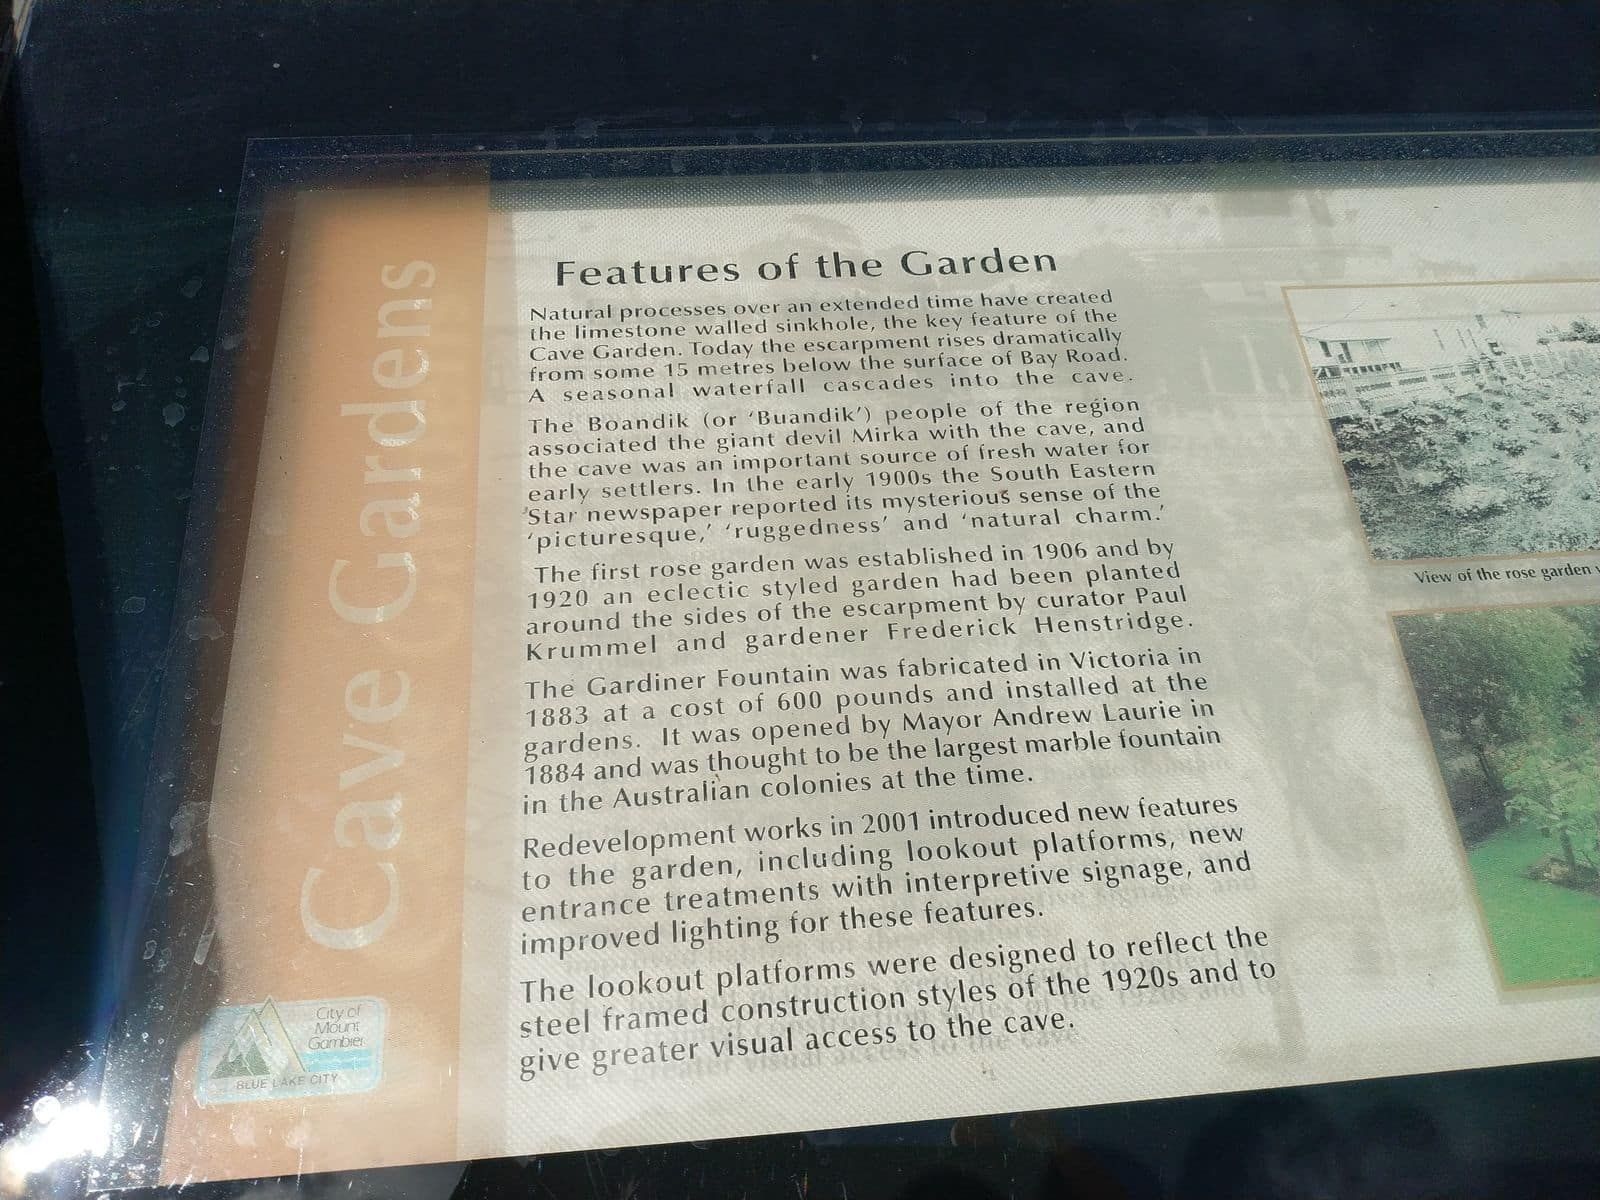 Cave Gardens
Features of the Garden
Natural processes over an extended time have created
the limestone walled sinkhole, the key feature of the
Cave Garden. Today the escarpment rises dramatically
from some 15 metres below the surface of Bay Road.
A seasonal waterfall cascades into the cave.
The Boandik (or ‘Buandik’) people of the region
associated the giant devil Mirka with the cave, and
the cave was an important source of fresh water for
early settlers. In the early 1900s the South Eastern
Star newspaper reported its mysterious sense of the
‘picturesque,’ ‘ruggedness’ and ‘natural charm.’
The first rose garden was established in 1906 and by
1920 an eclectic styled garden had been planted
around the sides of the escarpment by curator Paul
Krummel and gardener Frederick Henstridge.
The Gardiner Fountain was fabricated in Victoria in
1883 at a cost of 600 pounds and installed at the
gardens. It was opened by Mayor Andrew Laurie in
1884 and was thought to be the largest marble fountain
in the Australian colonies at the time.
Redevelopment works in 2001 introduced new features
to the garden, including lookout platforms, new
entrance treatments with interpretive signage, and
improved lighting for these features.
The lookout platforms were designed to reflect the
steel framed construction styles of the 1920s and to
give greater visual access to the cave.
City of
Mount
Gambier
BLUE LAKE CITY
View of the rose garden